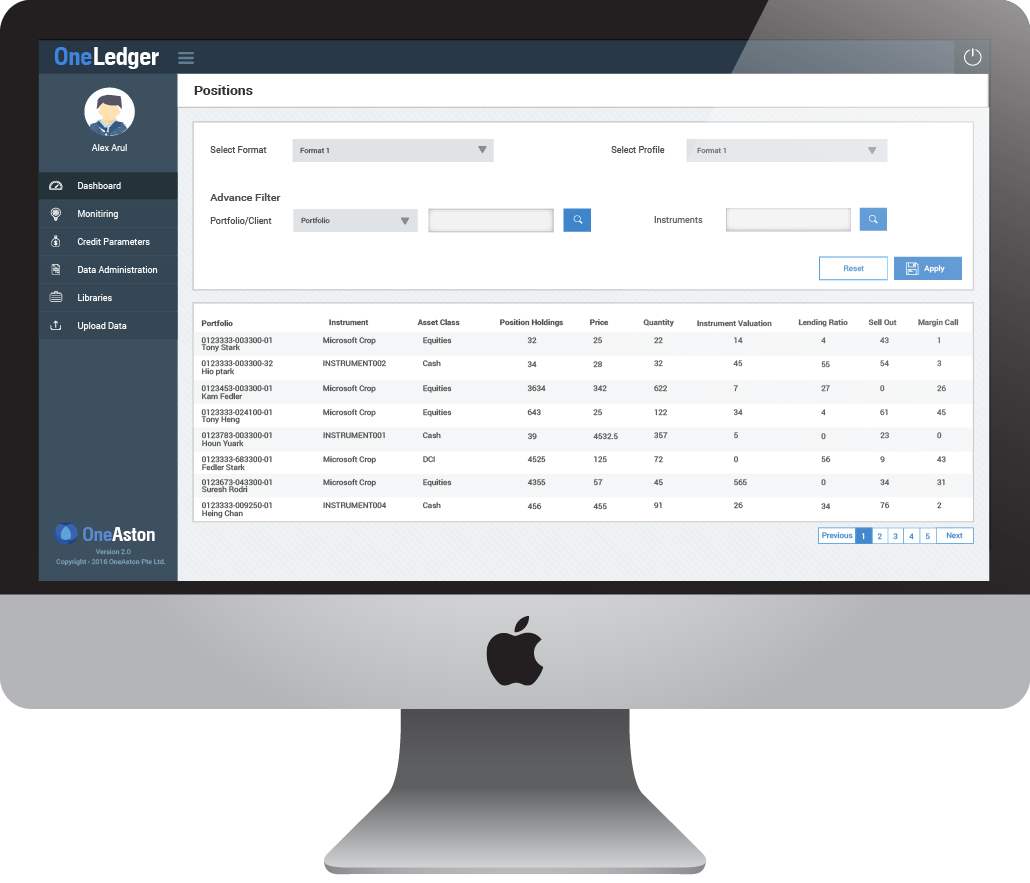 OneLedger
Positions
Alex Arul
Dashboard
Monitiring
Credit Parameters
Data Administration
Libraries
Upload Data
OneAston
Version 2.0
Copyright - 2016 OneAston Pte Ltd.
Select Format Format 1 Select Profile Format 1
Advance Filter
Portfolio/Client Portfolio Instruments
Reset Apply
Portfolio Instrument Asset Class Position Holdings Price Quantity Instrument Valuation Lending Ratio Sell Out Margin Call
0123333-003300-01 Microsoft Crop Equities 32 25 22 14 4 43 1
Tony Stark
0123333-003300-32 INSTRUMENT002 Cash 34 28 32 45 55 54 3
Hio ptark
0123453-003300-01 Microsoft Crop Equities 3634 342 622 7 27 0 26
Kam Fedler
0123333-024100-01 Microsoft Crop Equities 643 25 122 34 4 61 45
Tony Heng
0123783-003300-01 INSTRUMENT001 Cash 39 4532.5 357 5 0 23 0
Houn Yuark
0123333-683300-01 Microsoft Crop DCI 4525 125 72 0 56 9 43
Fedler Stark
0123673-043300-01 Microsoft Crop Equities 4355 57 45 565 0 34 31
Suresh Rodri
0123333-009250-01 INSTRUMENT004 Cash 456 455 91 26 34 76 2
Heing Chan
Previous 1 2 3 4 5 Next